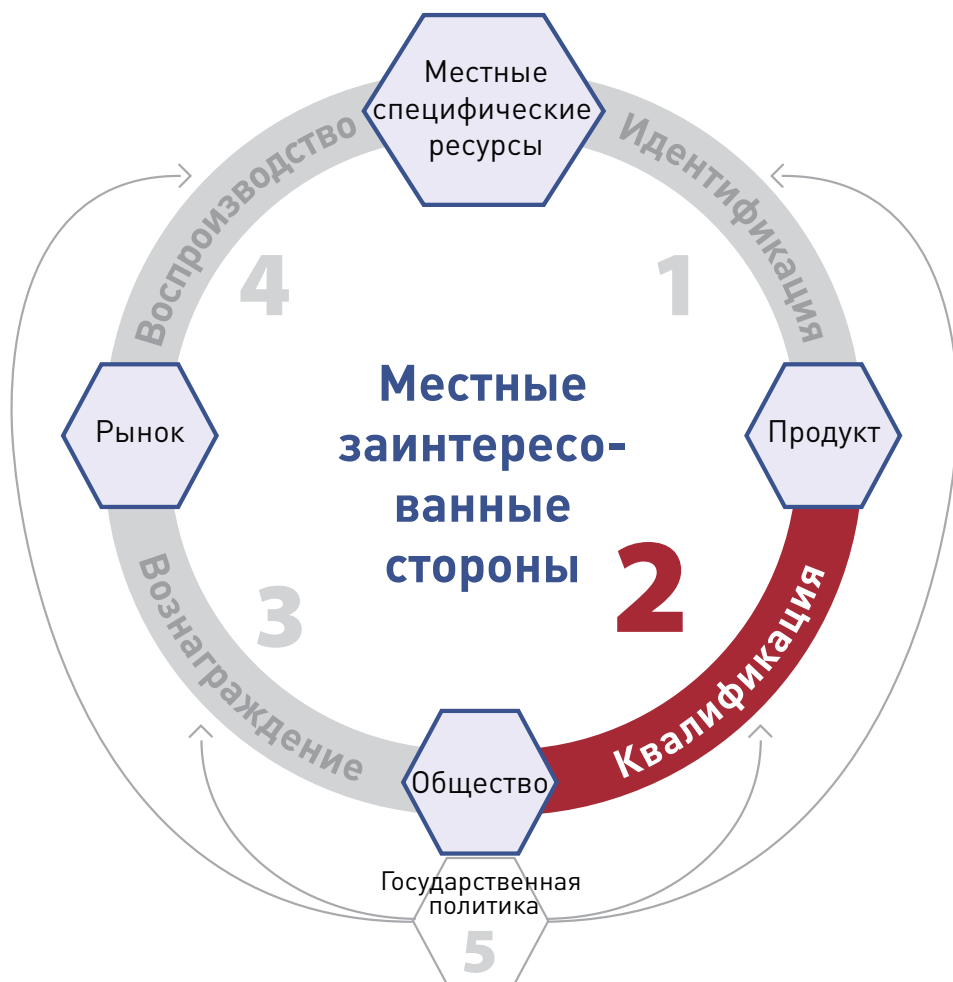 Местные
специфические
ресурсы
Идентификация
1
Продукт
Квалификация
2
Общество
Вознаграждение
3
Рынок
Воспроизводство
4
Местные
заинтересо-
ванные
стороны
Государственная
политика
5